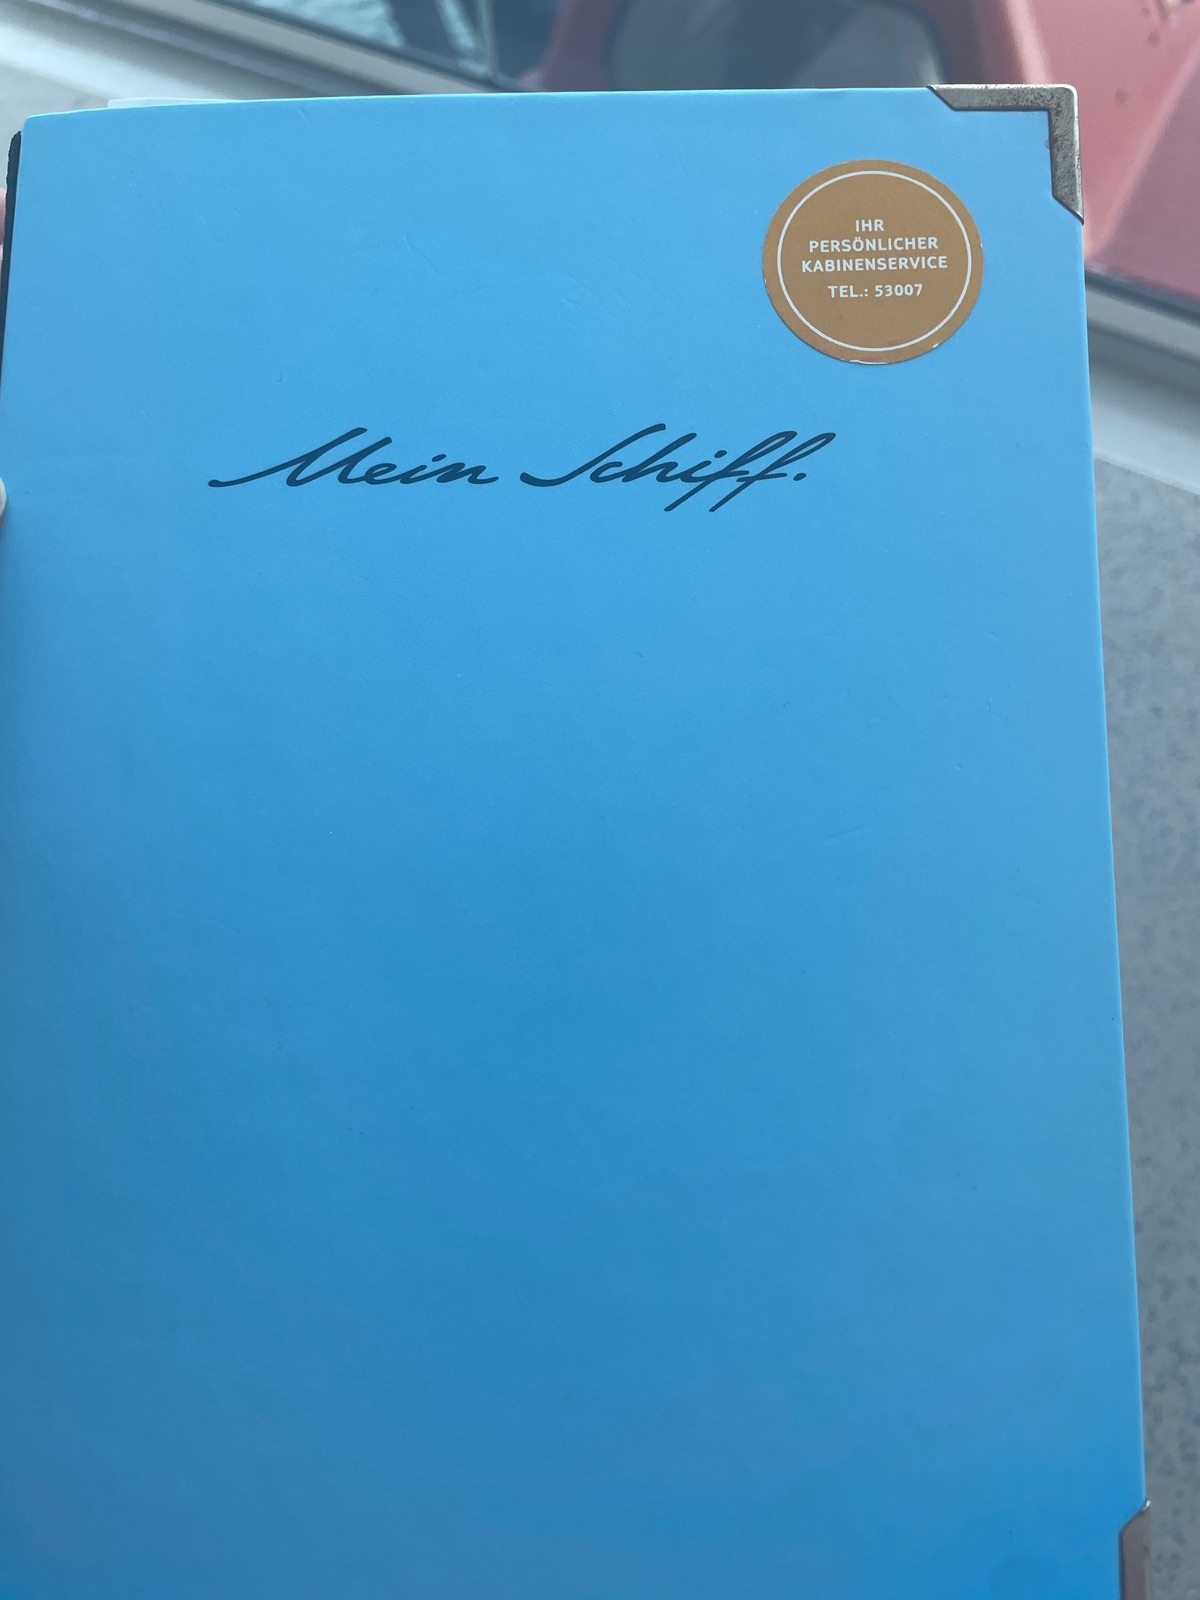 IHR
PERSÖNLICHER
KABINENSERVICE
TEL.: 53007
Mein Schiff.